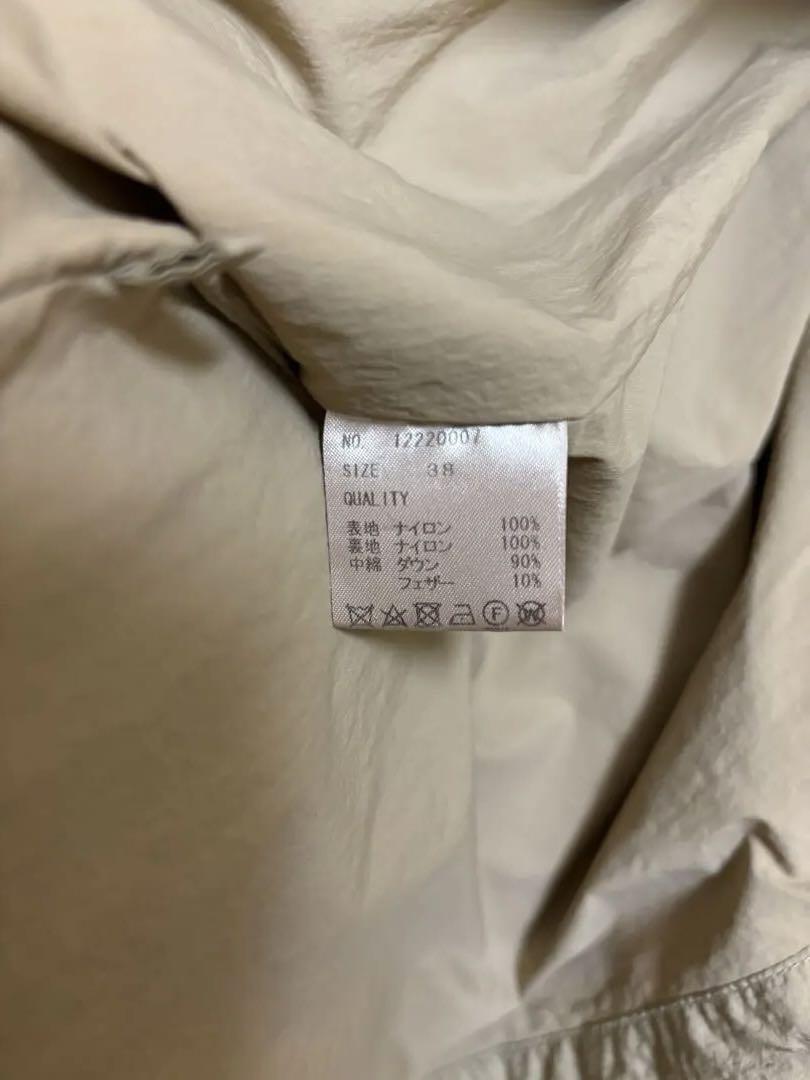 NO. 12220007
SIZE 38
QUALITY
表地 ナイロン 100%
裏地 ナイロン 100%
中綿 ダウン 90%
フェザー 10%
F W